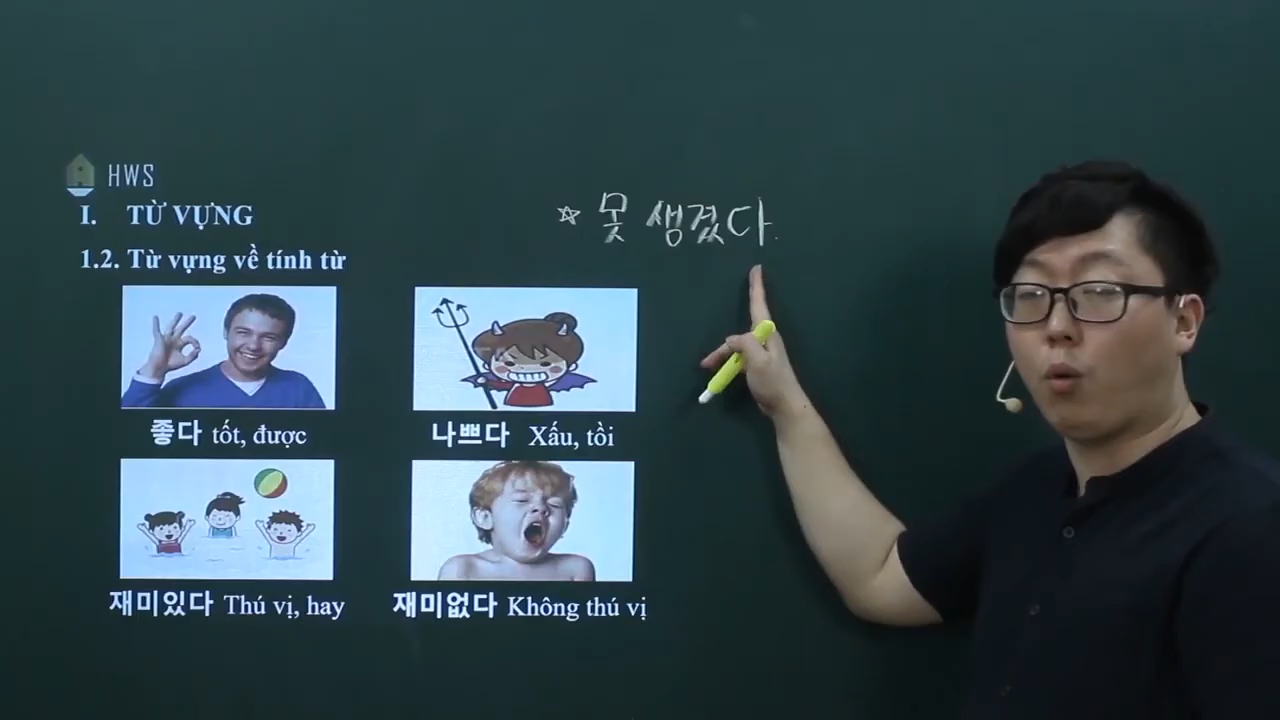 HWS
I. TỪ VỰNG
☆ 못 생겼다.
1.2. Từ vựng về tính từ
좋다 tốt, được
나쁘다 Xấu, tồi
재미있다 Thú vị, hay
재미없다 Không thú vị